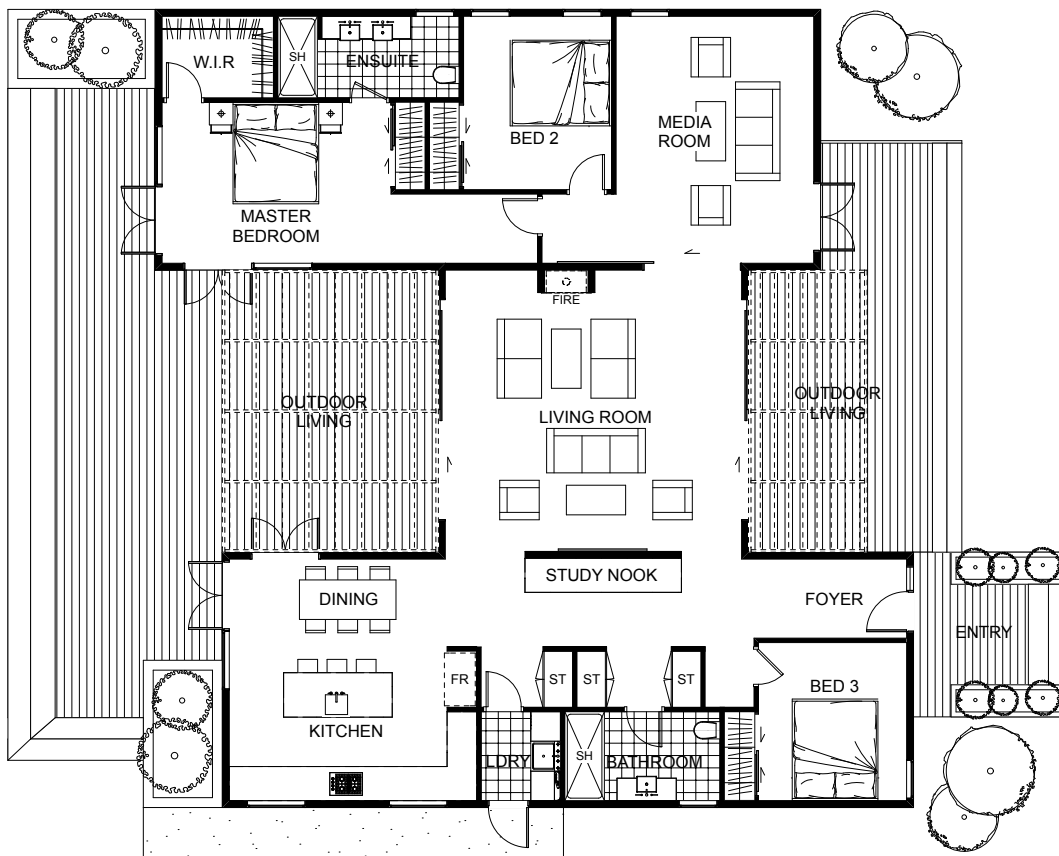 W.I.R
SH
ENSUITE
BED 2
MEDIA
ROOM
MASTER
BEDROOM
FIRE
OUTDOOR
LIVING
LIVING ROOM
OUTDOOR
LIVING
STUDY NOOK
DINING
FOYER
ENTRY
FR.
ST
ST
ST
BED 3
KITCHEN
LDRY
SH
BATHROOM